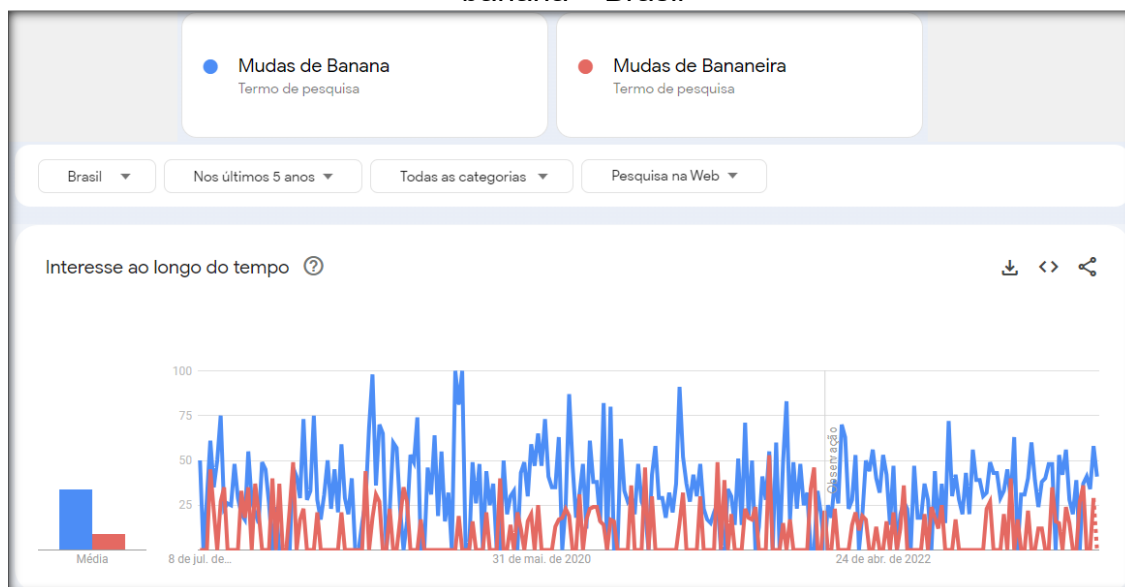 banana – Brasil
Mudas de Banana
Termo de pesquisa
Mudas de Bananeira
Termo de pesquisa
Brasil
Nos últimos 5 anos
Todas as categorias
Pesquisa na Web
Interesse ao longo do tempo
100
75
50
25
Observação
Média
8 de jul. de...
31 de mai. de 2020
24 de abr. de 2022